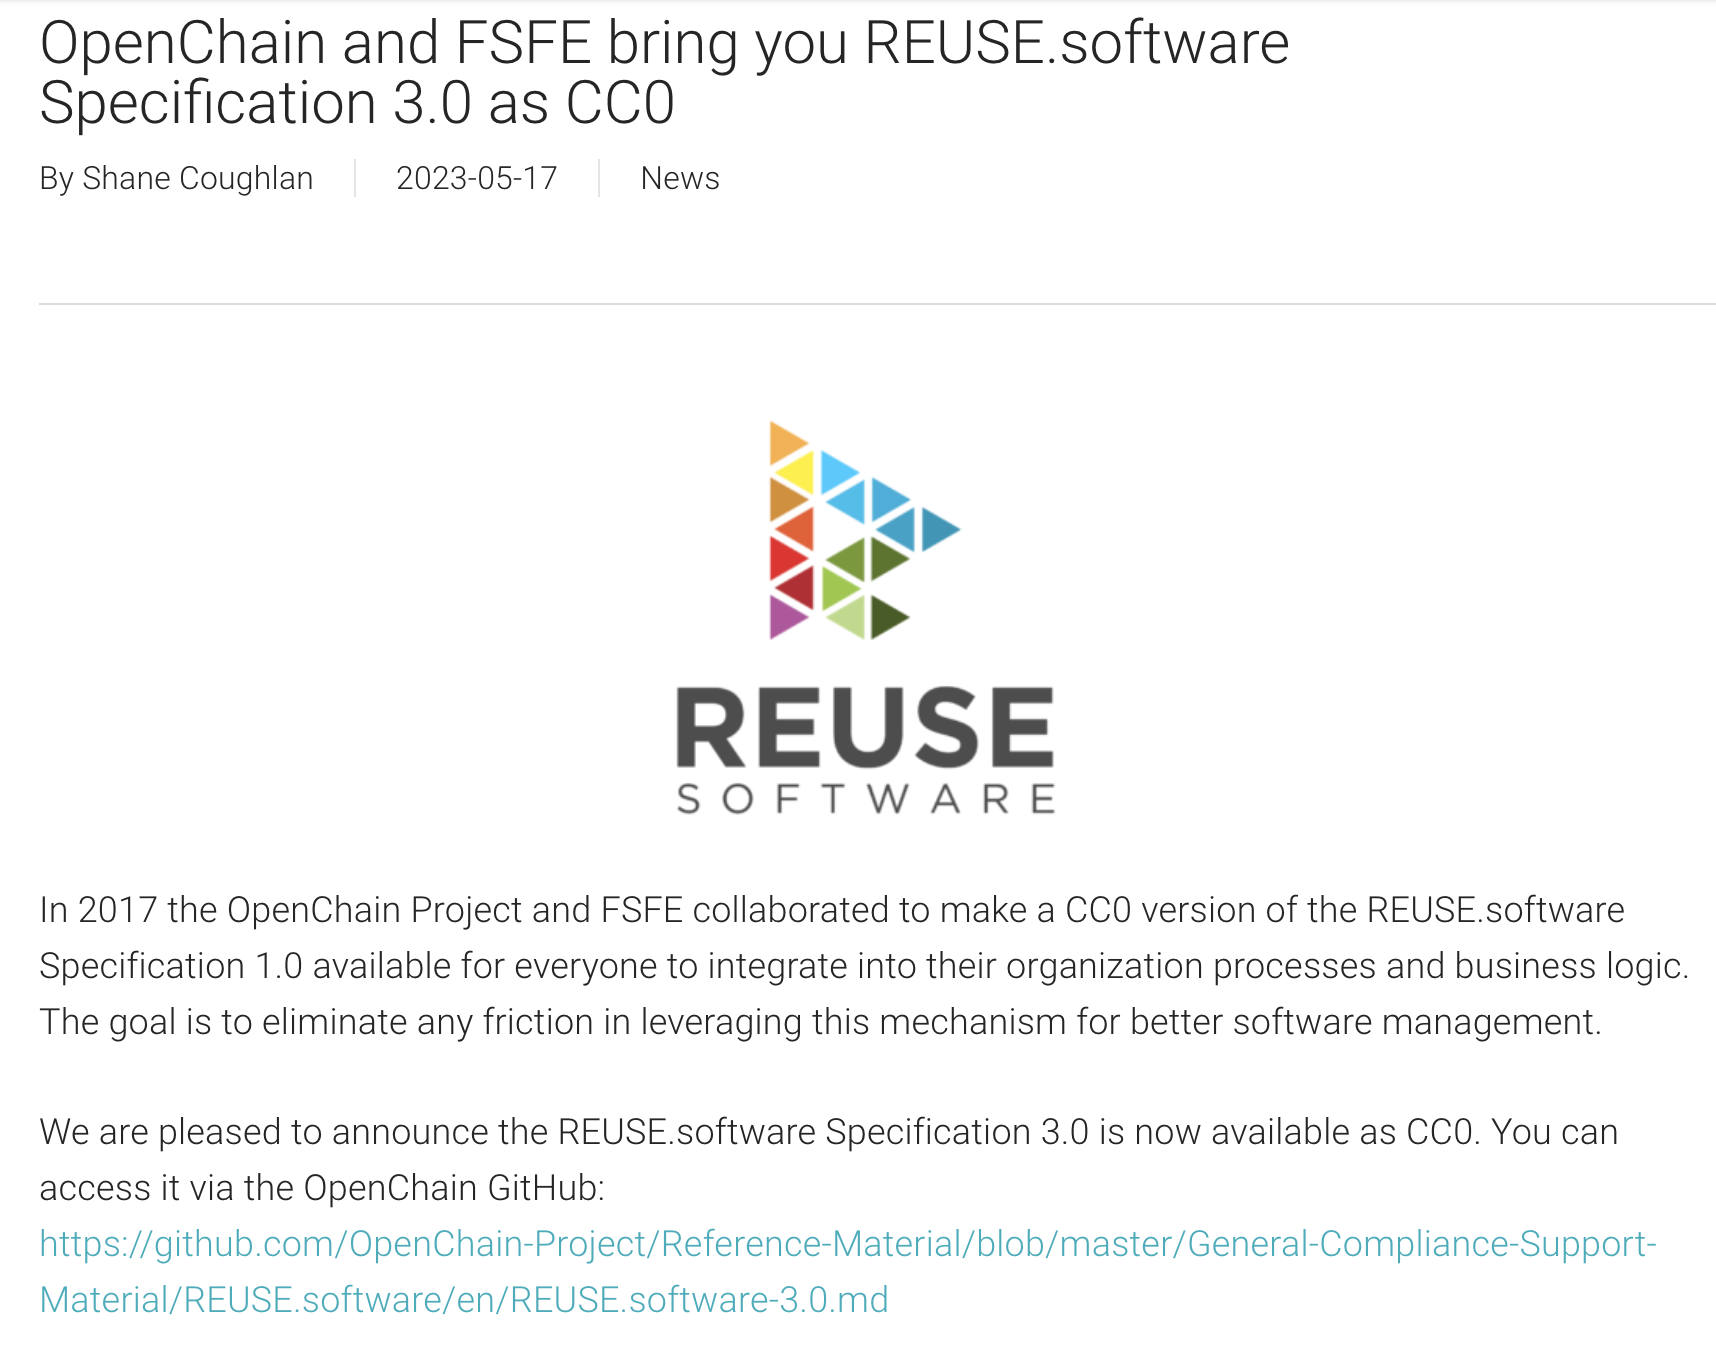 OpenChain and FSFE bring you REUSE.software
Specification 3.0 as CC0
By Shane Coughlan
2023-05-17
News
REUSE
SOFTWARE
In 2017 the OpenChain Project and FSFE collaborated to make a CC0 version of the REUSE.software
Specification 1.0 available for everyone to integrate into their organization processes and business logic.
The goal is to eliminate any friction in leveraging this mechanism for better software management.
We are pleased to announce the REUSE.software Specification 3.0 is now available as CC0. You can
access it via the OpenChain GitHub:
https://github.com/OpenChain-Project/Reference-Material/blob/master/General-Compliance-Support-
Material/REUSE.software/en/REUSE.software-3.0.md